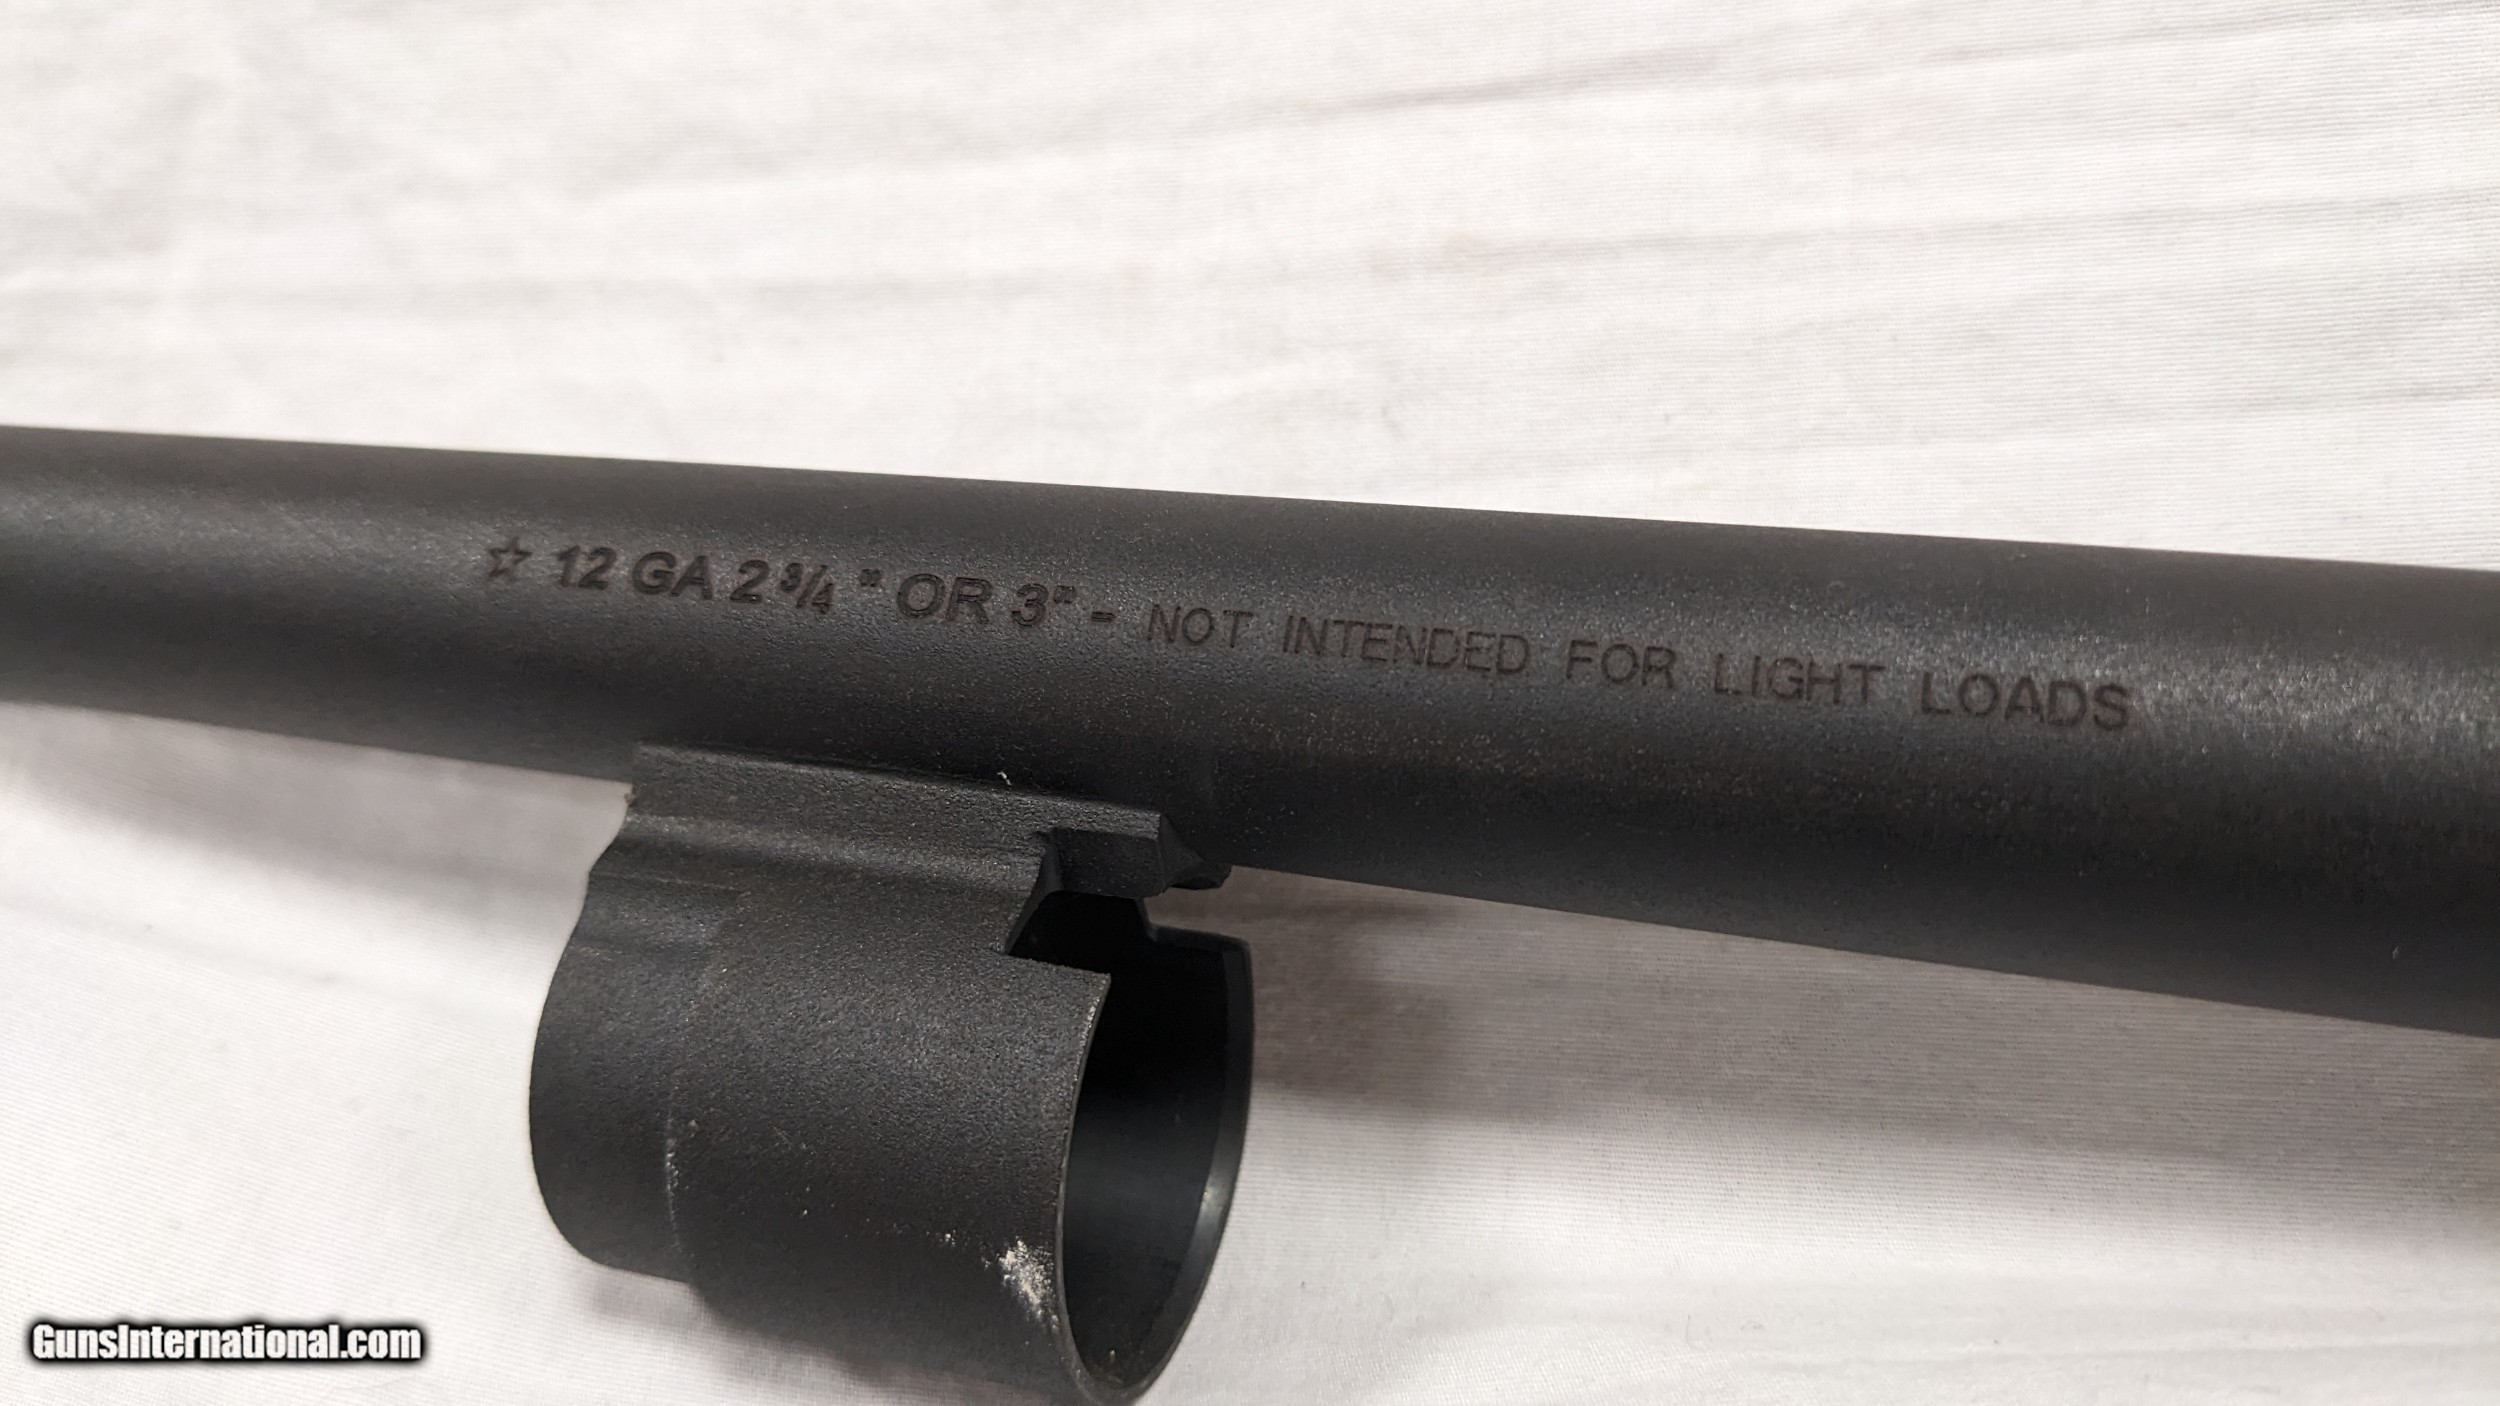 ☆ 12 GA 2 3/4 " OR 3" - NOT INTENDED FOR LIGHT LOADS
GunsInternational.com